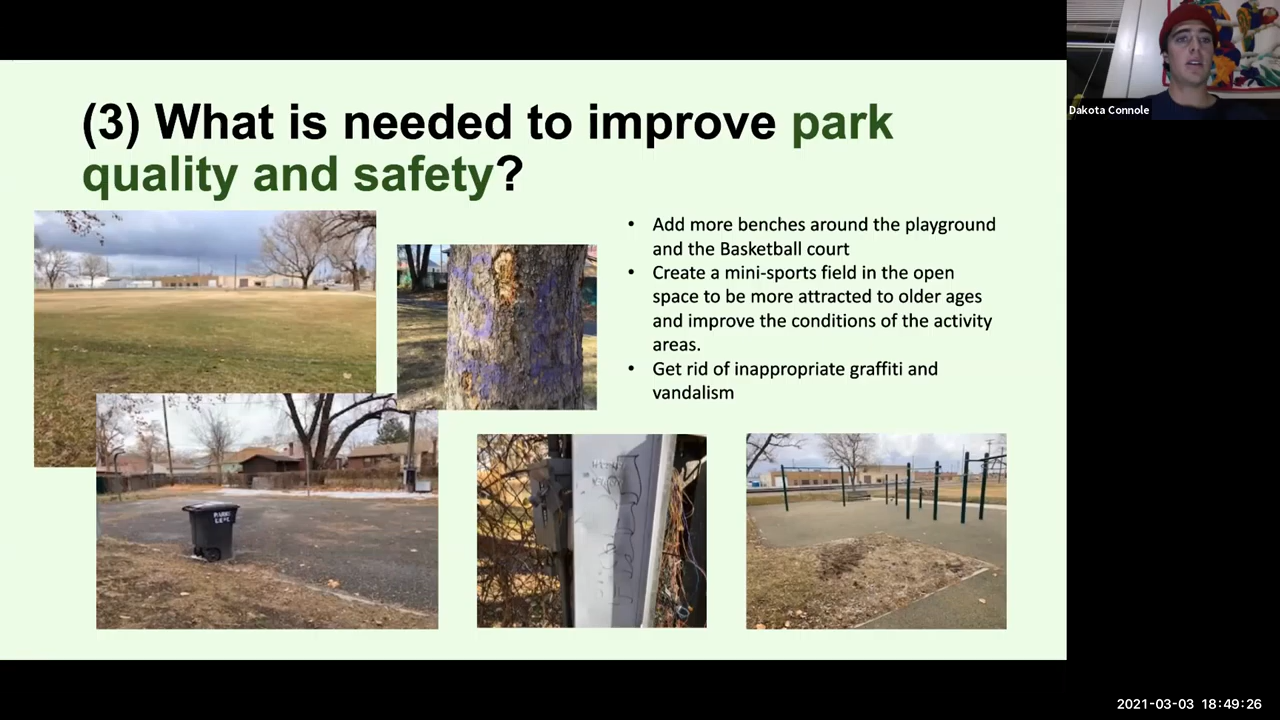 (3) What is needed to improve park
quality and safety?
• Add more benches around the playground
and the Basketball court
• Create a mini-sports field in the open
space to be more attracted to older ages
and improve the conditions of the activity
areas.
• Get rid of inappropriate graffiti and
vandalism
PARKS
DEPT
Dakota Connole
2021-03-03 18:49:26